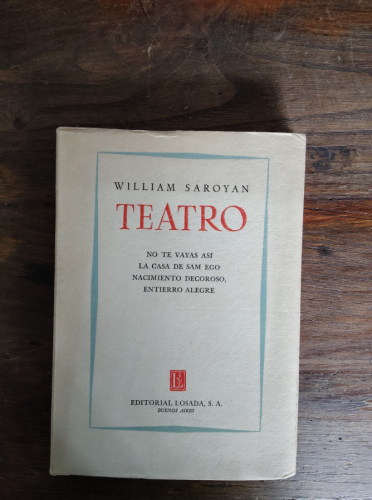 WILLIAM SAROYAN
TEATRO
NO TE VAYAS ASÍ
LA CASA DE SAM EGO
NACIMIENTO DECOROSO,
ENTIERRO ALEGRE
EDITORIAL LOSADA, S. A.
BUENOS AIRES